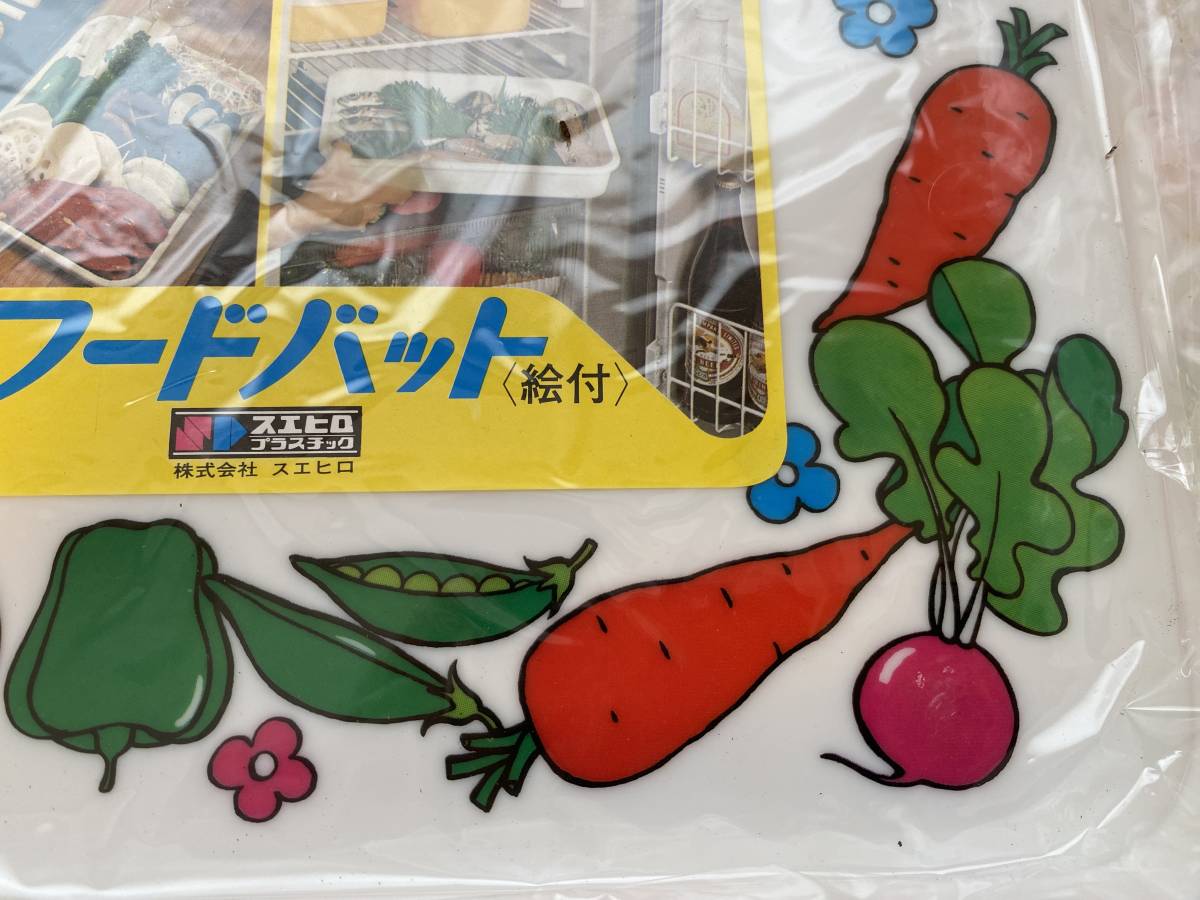 フードバット〈絵付〉
スエヒロ
プラスチック
株式会社 スエヒロ